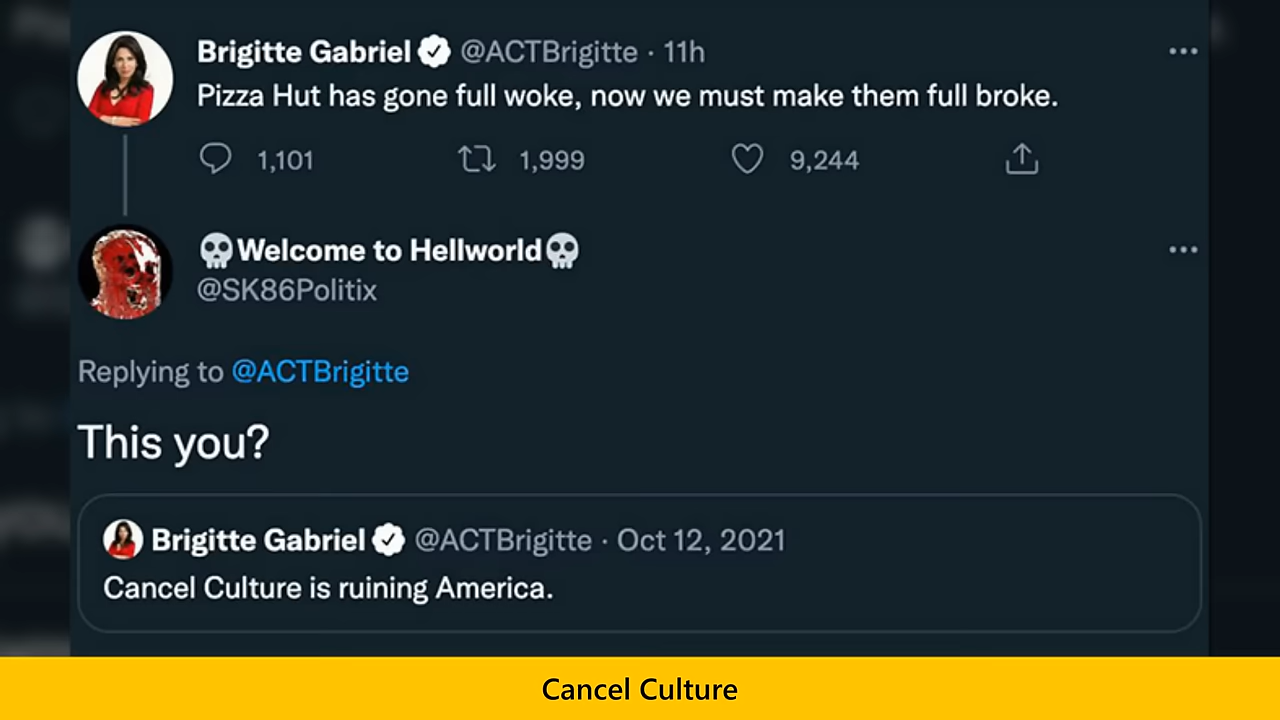 Brigitte Gabriel @ACTBrigitte · 11h
Pizza Hut has gone full woke, now we must make them full broke.
1,101 1,999 9,244
💀Welcome to Hellworld💀
@SK86Politix
Replying to @ACTBrigitte
This you?
Brigitte Gabriel @ACTBrigitte · Oct 12, 2021
Cancel Culture is ruining America.
Cancel Culture